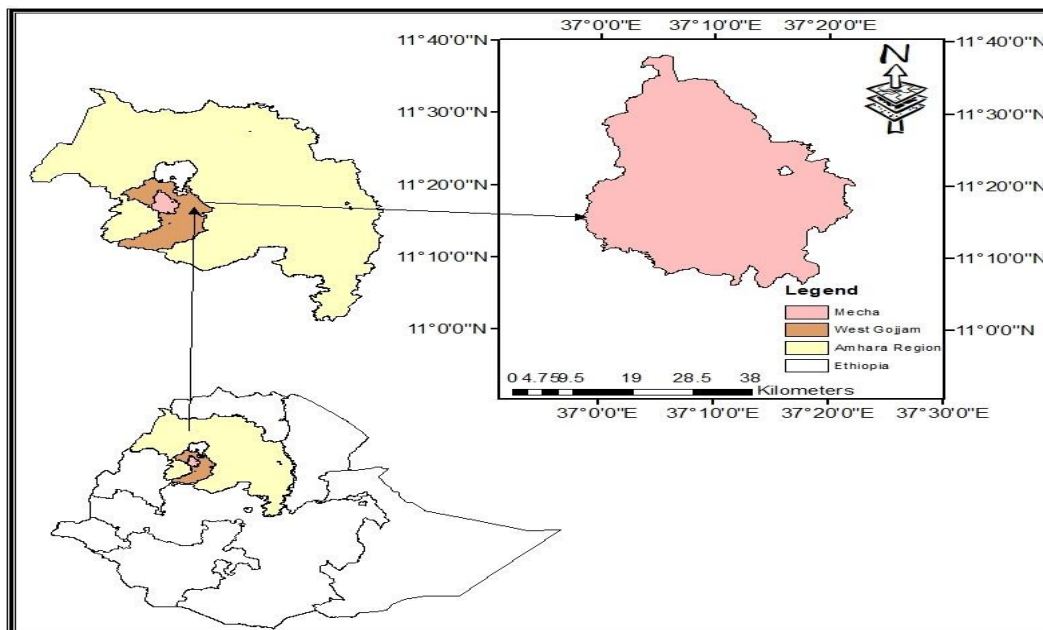 37°0'0"E 37°10'0"E 37°20'0"E
11°40'0"N 11°40'0"N
N
11°30'0"N 11°30'0"N
11°20'0"N 11°20'0"N
11°10'0"N 11°10'0"N
11°0'0"N 11°0'0"N
Legend
Mecha
West Gojjam
Amhara Region
Ethiopia
0 4.75 9.5 19 28.5 38
Kilometers
37°0'0"E 37°10'0"E 37°20'0"E 37°30'0"E